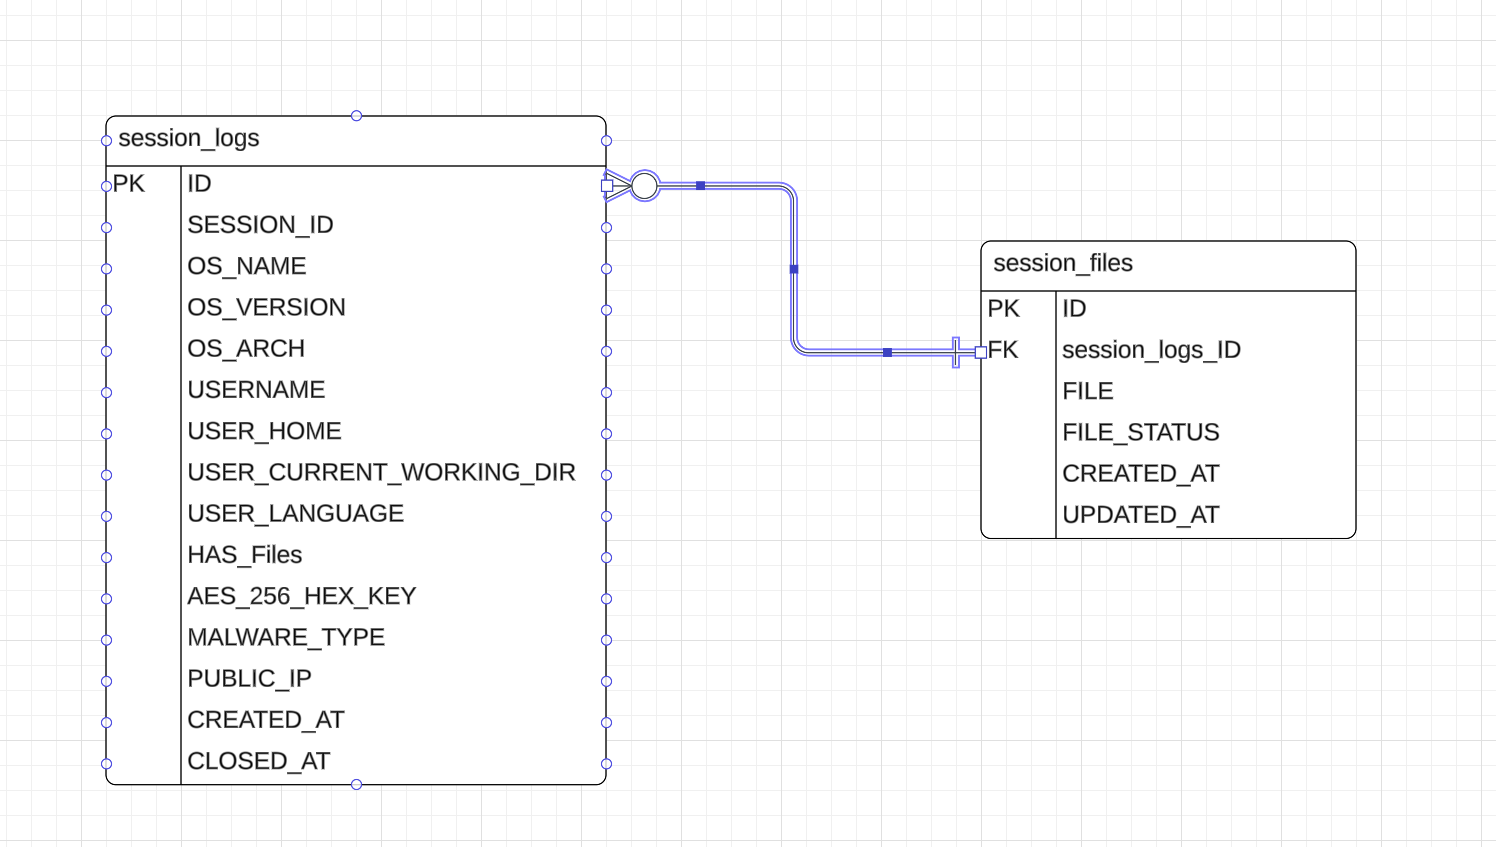 session_logs
PK ID
SESSION_ID
OS_NAME
OS_VERSION
OS_ARCH
USERNAME
USER_HOME
USER_CURRENT_WORKING_DIR
USER_LANGUAGE
HAS_Files
AES_256_HEX_KEY
MALWARE_TYPE
PUBLIC_IP
CREATED_AT
CLOSED_AT
session_files
PK ID
FK session_logs_ID
FILE
FILE_STATUS
CREATED_AT
UPDATED_AT